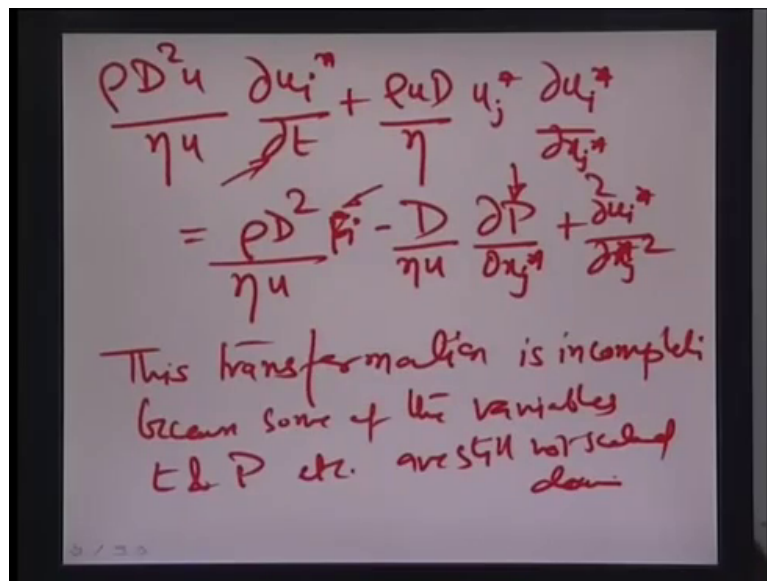 ρD²u/ηu ∂uᵢ*/∂t + ρuD/η uⱼ* ∂uᵢ*/∂xⱼ*
= ρD²/ηu Fᵢ - D/ηu ∂P/∂xⱼ* + ∂²uᵢ*/∂xⱼ*²
This transformation is incomplete
because some of the variables
t & P etc. are still not scaled
down